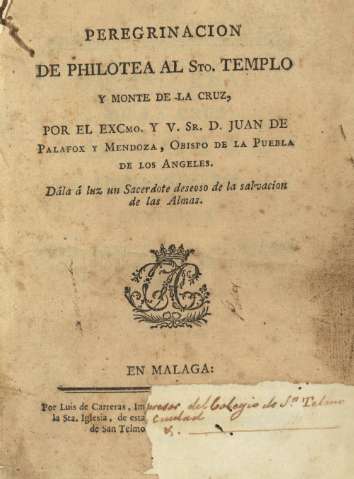 PEREGRINACION
DE PHILOTEA AL STO. TEMPLO
Y MONTE DE LA CRUZ,
POR EL EXCMO. Y V. SR. D. JUAN DE
PALAFOX Y MENDOZA, OBISPO DE LA PUEBLA
DE LOS ANGELES.
Dála á luz un Sacerdote deseoso de la salvacion
de las Almas.
EN MALAGA:
Por Luis de Carreras, Impresor del Colegio de Sn. Telmo
la Sta. Iglesia, de esta Ciudad
de San Telmo